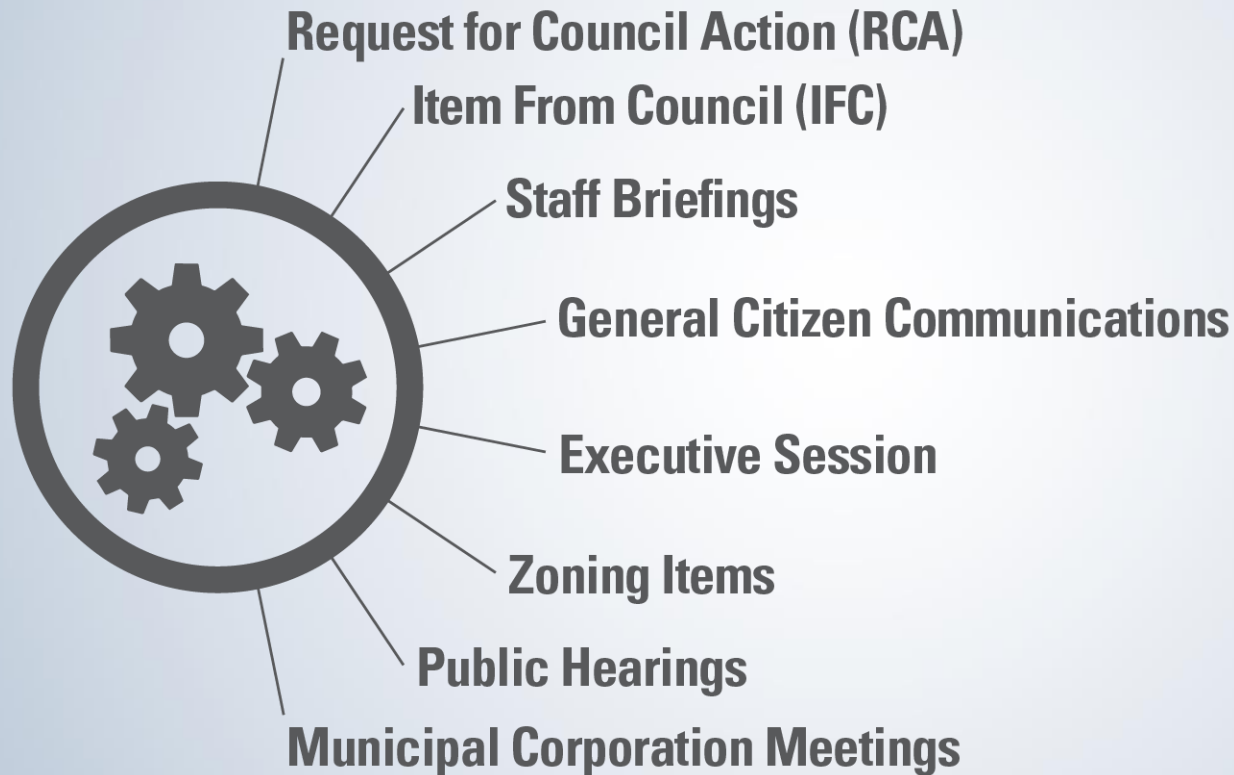 Request for Council Action (RCA)
Item From Council (IFC)
Staff Briefings
General Citizen Communications
Executive Session
Zoning Items
Public Hearings
Municipal Corporation Meetings